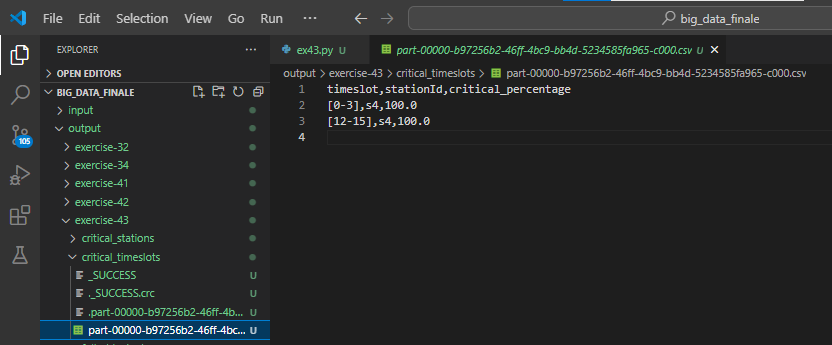 File Edit Selection View Go Run ··· big_data_finale
EXPLORER ···
OPEN EDITORS
BIG_DATA_FINALE
input
output
exercise-32
exercise-34
exercise-41
exercise-42
exercise-43
critical_stations
critical_timeslots
_SUCCESS U
._SUCCESS.crc U
.part-00000-b97256b2-46ff-4b... U
part-00000-b97256b2-46ff-4bc... U
105
ex43.py U part-00000-b97256b2-46ff-4bc9-bb4d-5234585fa965-c000.csv U
output > exercise-43 > critical_timeslots > part-00000-b97256b2-46ff-4bc9-bb4d-5234585fa965-c000.csv
1 timeslot,stationId,critical_percentage
2 [0-3],s4,100.0
3 [12-15],s4,100.0
4